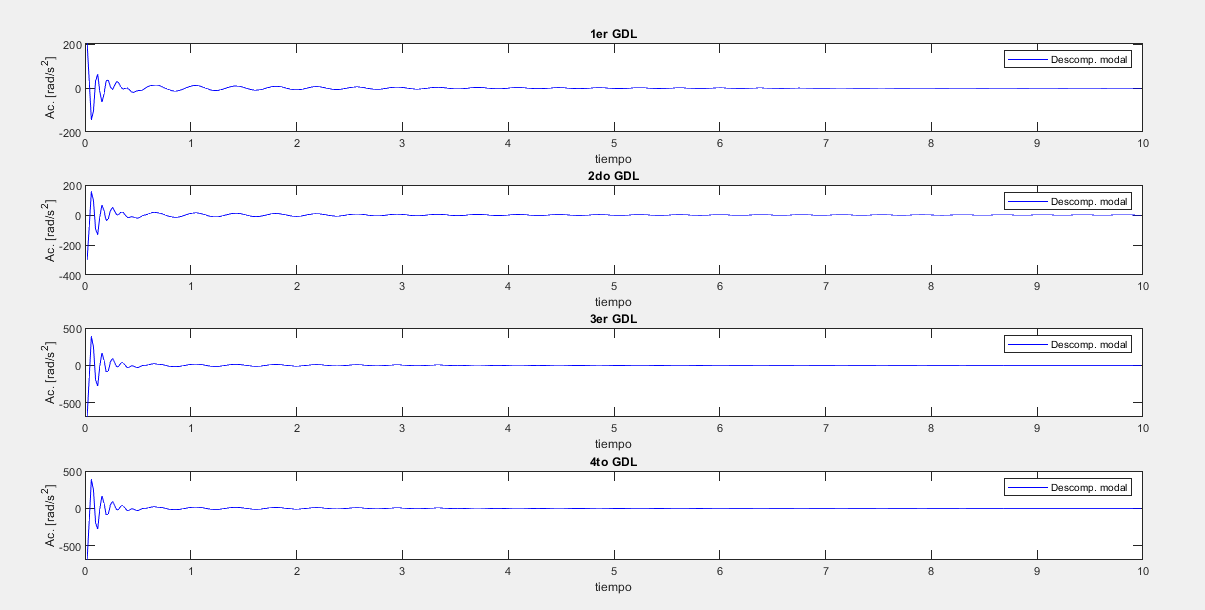 1er GDL
200
0
-200
Ac. [rad/s²]
Descomp. modal
0 1 2 3 4 5 6 7 8 9 10
tiempo
2do GDL
200
0
-200
-400
Ac. [rad/s²]
Descomp. modal
0 1 2 3 4 5 6 7 8 9 10
tiempo
3er GDL
500
0
-500
Ac. [rad/s²]
Descomp. modal
0 1 2 3 4 5 6 7 8 9 10
tiempo
4to GDL
500
0
-500
Ac. [rad/s²]
Descomp. modal
0 1 2 3 4 5 6 7 8 9 10
tiempo